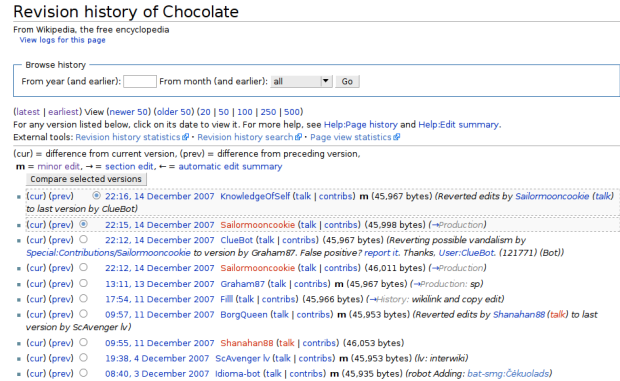 Revision history of Chocolate
From Wikipedia, the free encyclopedia
View logs for this page
Browse history
From year (and earlier): From month (and earlier): all Go
(latest | earliest) View (newer 50) (older 50) (20 | 50 | 100 | 250 | 500)
For any version listed below, click on its date to view it. For more help, see Help:Page history and Help:Edit summary.
External tools: Revision history statistics · Revision history search · Page view statistics
(cur) = difference from current version, (prev) = difference from preceding version,
m = minor edit, → = section edit, ← = automatic edit summary
Compare selected versions
(cur) (prev) 22:16, 14 December 2007 KnowledgeOfSelf (talk | contribs) m (45,967 bytes) (Reverted edits by Sailormooncookie (talk)
to last version by ClueBot)
(cur) (prev) 22:15, 14 December 2007 Sailormooncookie (talk | contribs) (45,998 bytes) (→Production)
(cur) (prev) 22:12, 14 December 2007 ClueBot (talk | contribs) (45,967 bytes) (Reverting possible vandalism by
Special:Contributions/Sailormooncookie to version by Graham87. False positive? report it. Thanks, User:ClueBot. (121771) (Bot))
(cur) (prev) 22:12, 14 December 2007 Sailormooncookie (talk | contribs) (46,011 bytes) (→Production)
(cur) (prev) 13:11, 13 December 2007 Graham87 (talk | contribs) m (45,967 bytes) (→Production: sp)
(cur) (prev) 17:54, 11 December 2007 Filll (talk | contribs) (45,966 bytes) (→History: wikilink and copy edit)
(cur) (prev) 09:57, 11 December 2007 BorgQueen (talk | contribs) m (45,953 bytes) (Reverted edits by Shanahan88 (talk) to last
version by ScAvenger lv)
(cur) (prev) 09:55, 11 December 2007 Shanahan88 (talk | contribs) (46,053 bytes)
(cur) (prev) 19:38, 4 December 2007 ScAvenger lv (talk | contribs) m (45,953 bytes) (lv: interwiki)
(cur) (prev) 08:40, 3 December 2007 Idioma-bot (talk | contribs) m (45,935 bytes) (robot Adding: bat-smg:Čėkuolads)